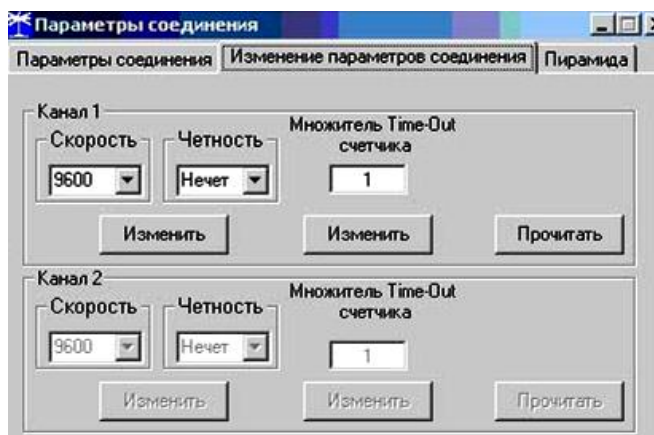 Параметры соединения
Параметры соединения Изменение параметров соединения Пирамида
Канал 1
Скорость Четность Множитель Time-Out
счетчика
9600 Нечет 1
Изменить Изменить Прочитать
Канал 2
Скорость Четность Множитель Time-Out
счетчика
9600 Нечет 1
Изменить Изменить Прочитать